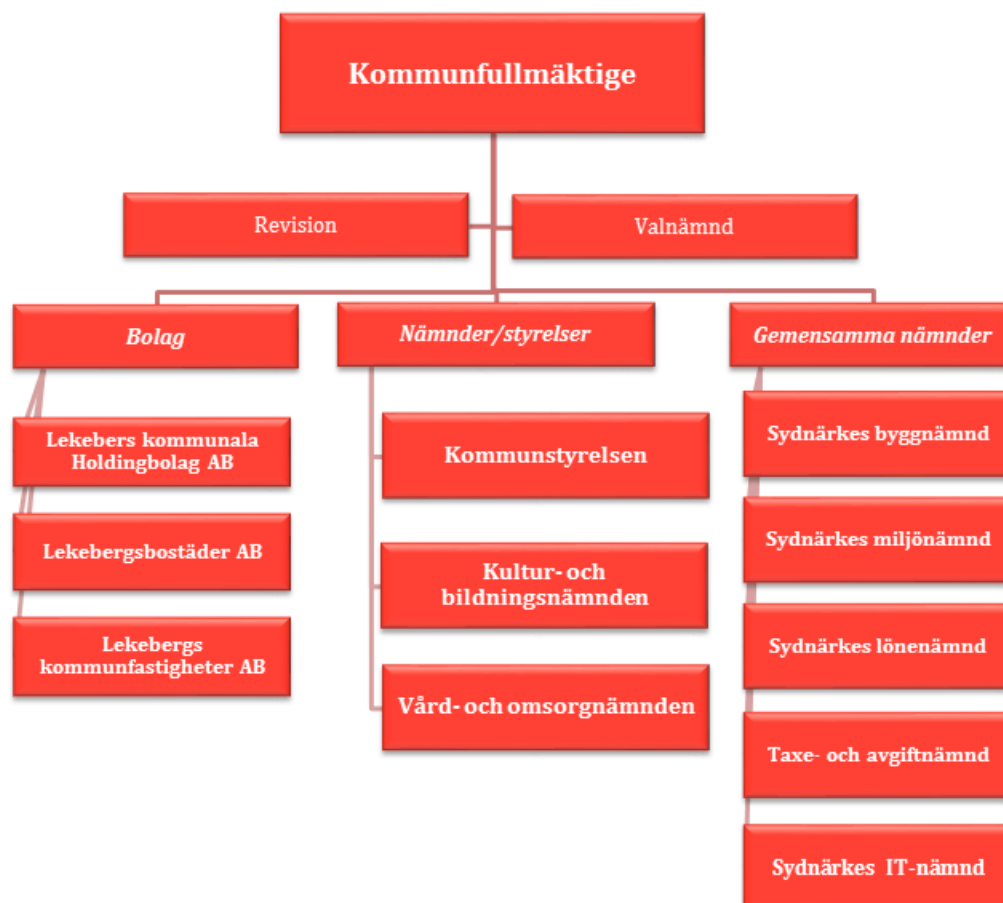 Kommunfullmäktige
Revision
Valnämnd
Bolag
Lekebers kommunala
Holdingbolag AB
Lekebergsbostäder AB
Lekebergs
kommunfastigheter AB
Nämnder/styrelser
Kommunstyrelsen
Kultur- och
bildningsnämnden
Vård- och omsorgnämnden
Gemensamma nämnder
Sydnärkes byggnämnd
Sydnärkes miljönämnd
Sydnärkes lönenämnd
Taxe- och avgiftnämnd
Sydnärkes IT-nämnd